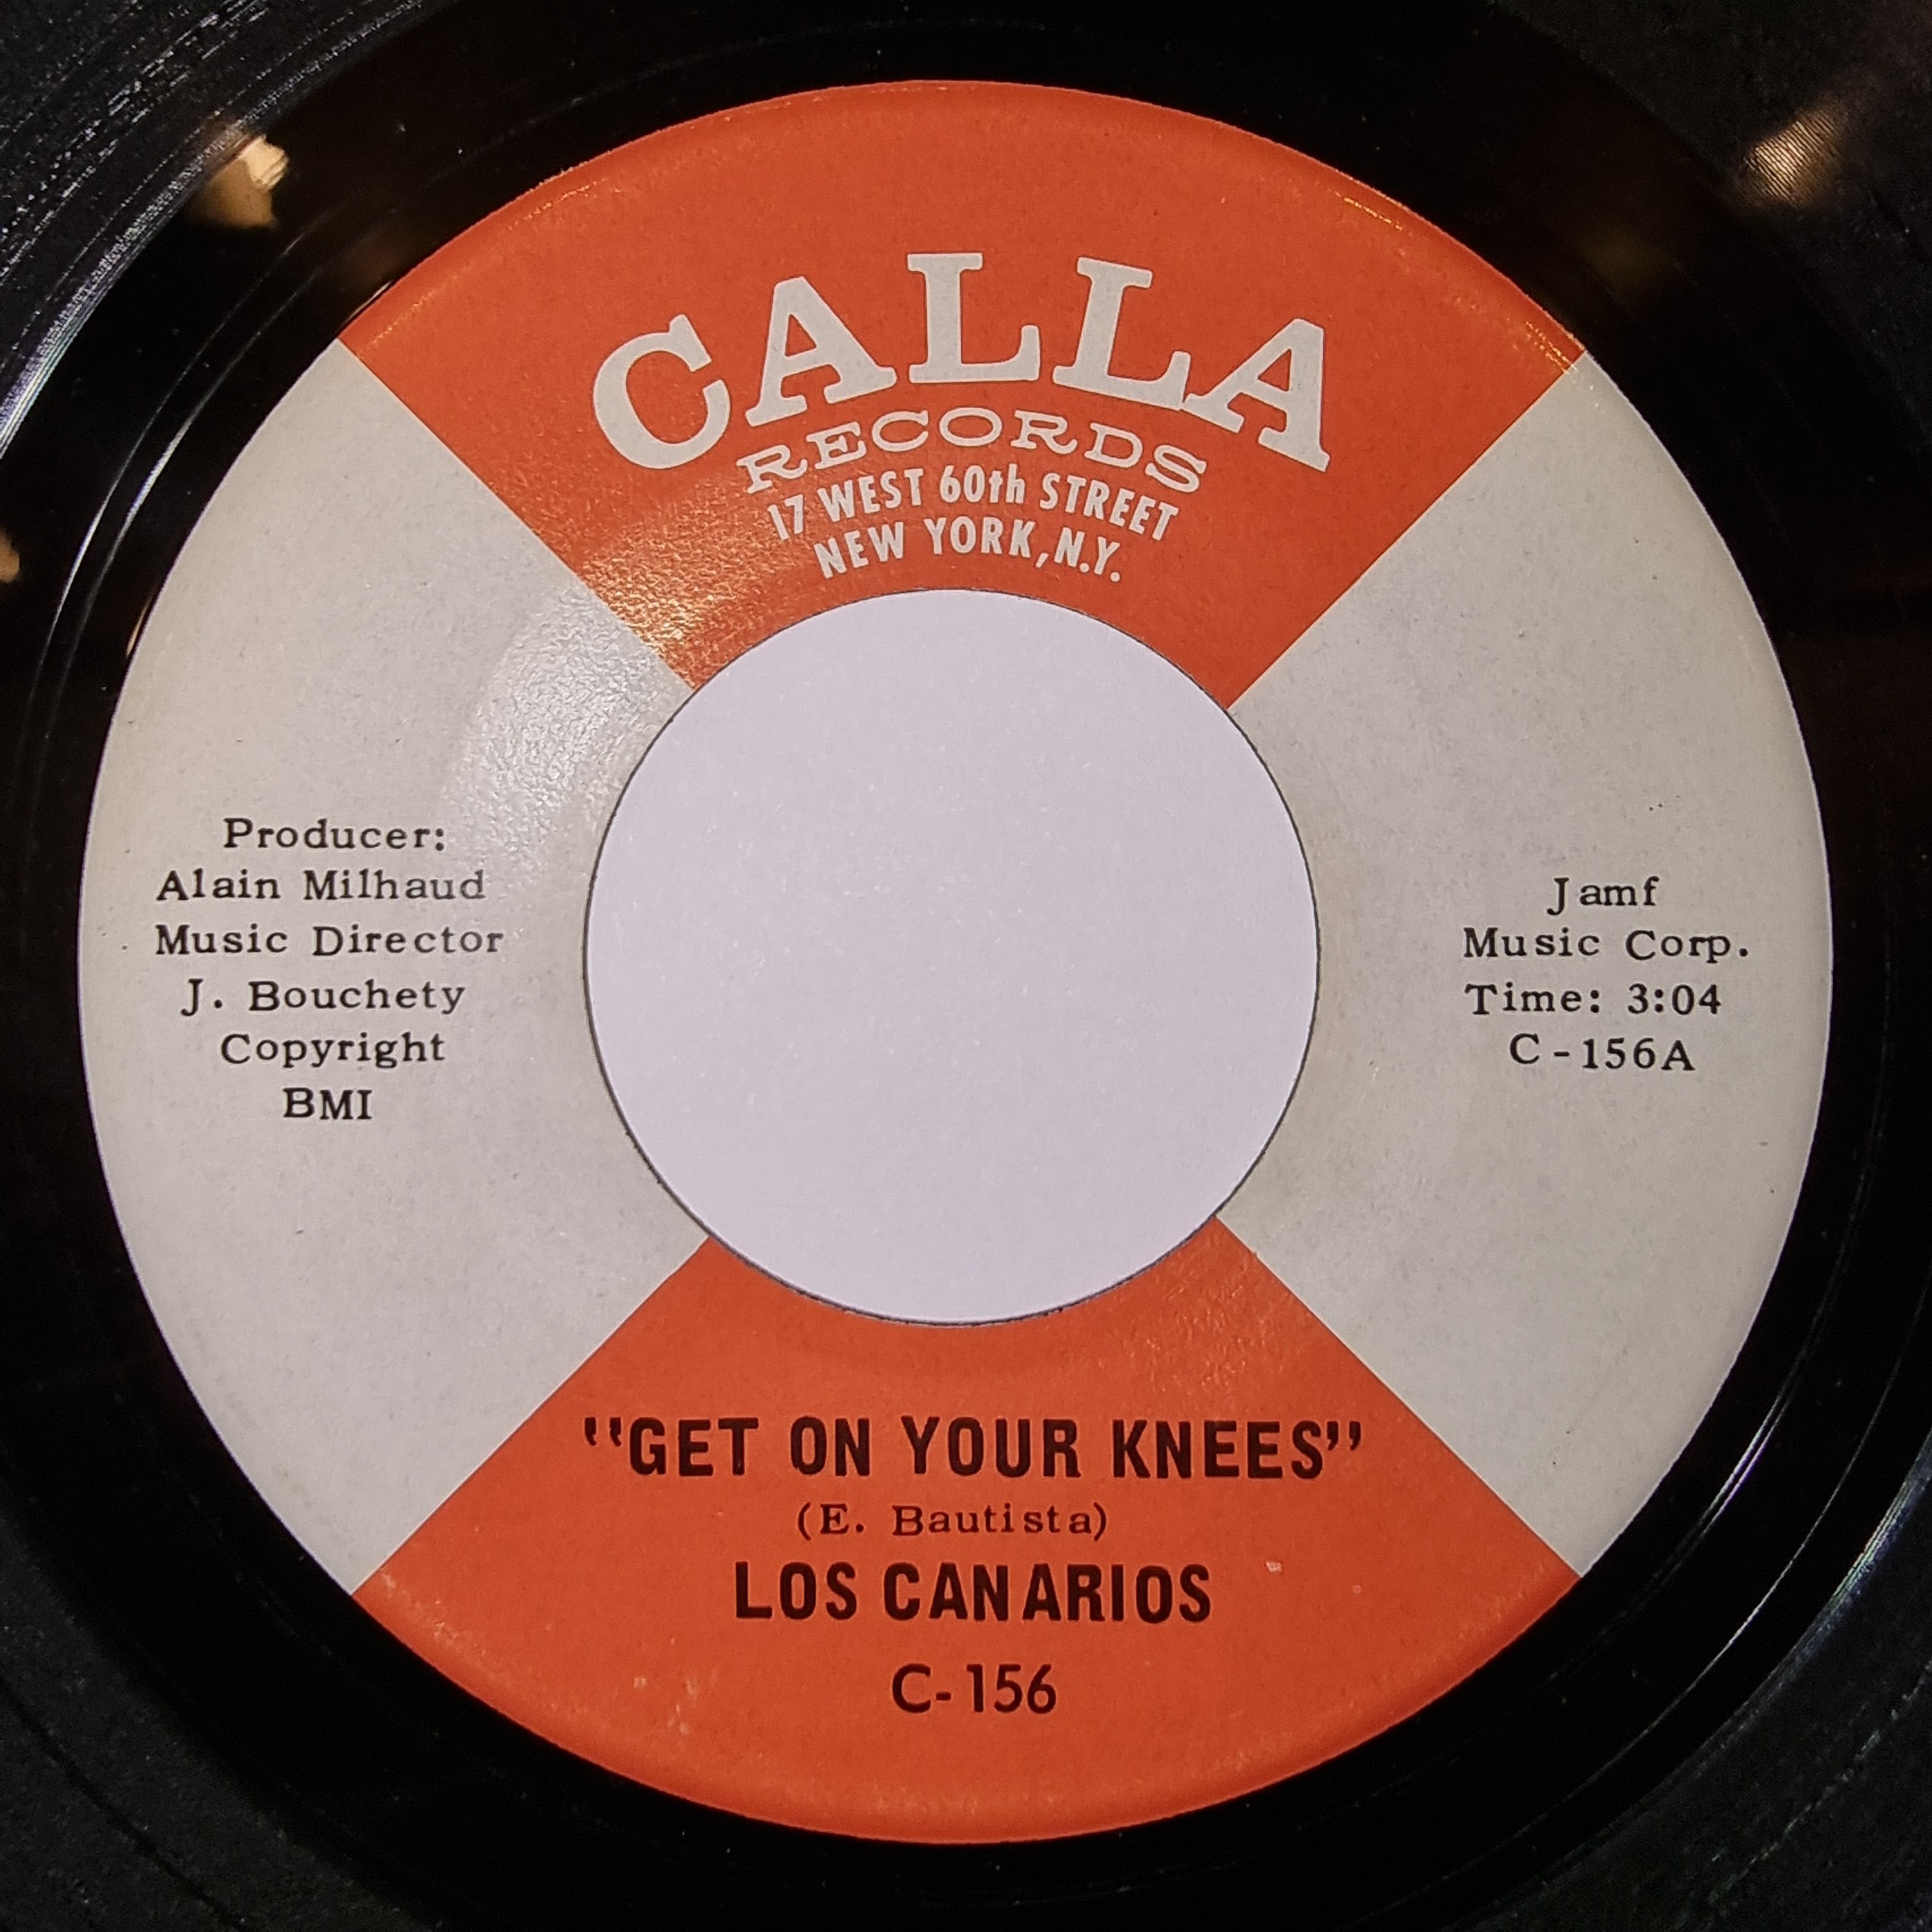 CALLA
RECORDS
17 WEST 60th STREET
NEW YORK, N.Y.
Producer:
Alain Milhaud
Music Director
J. Bouchety
Copyright
BMI
Jamf
Music Corp.
Time: 3:04
C-156A
"GET ON YOUR KNEES"
(E. Bautista)
LOS CANARIOS
C-156